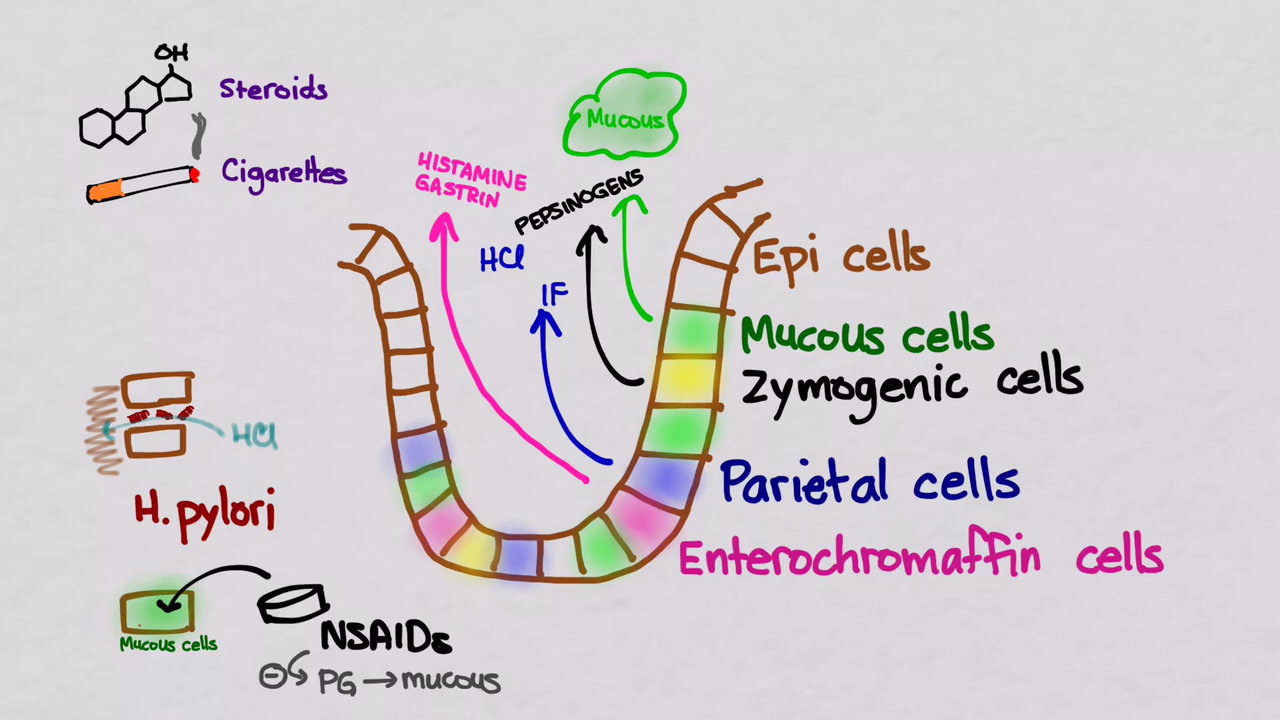 OH
Steroids
Cigarettes
Mucous
HISTAMINE
GASTRIN
PEPSINOGENS
HCl
IF
Epi cells
Mucous cells
Zymogenic cells
Parietal cells
Enterochromaffin cells
HCl
H. pylori
Mucous cells
NSAIDs
⊖ PG → mucous